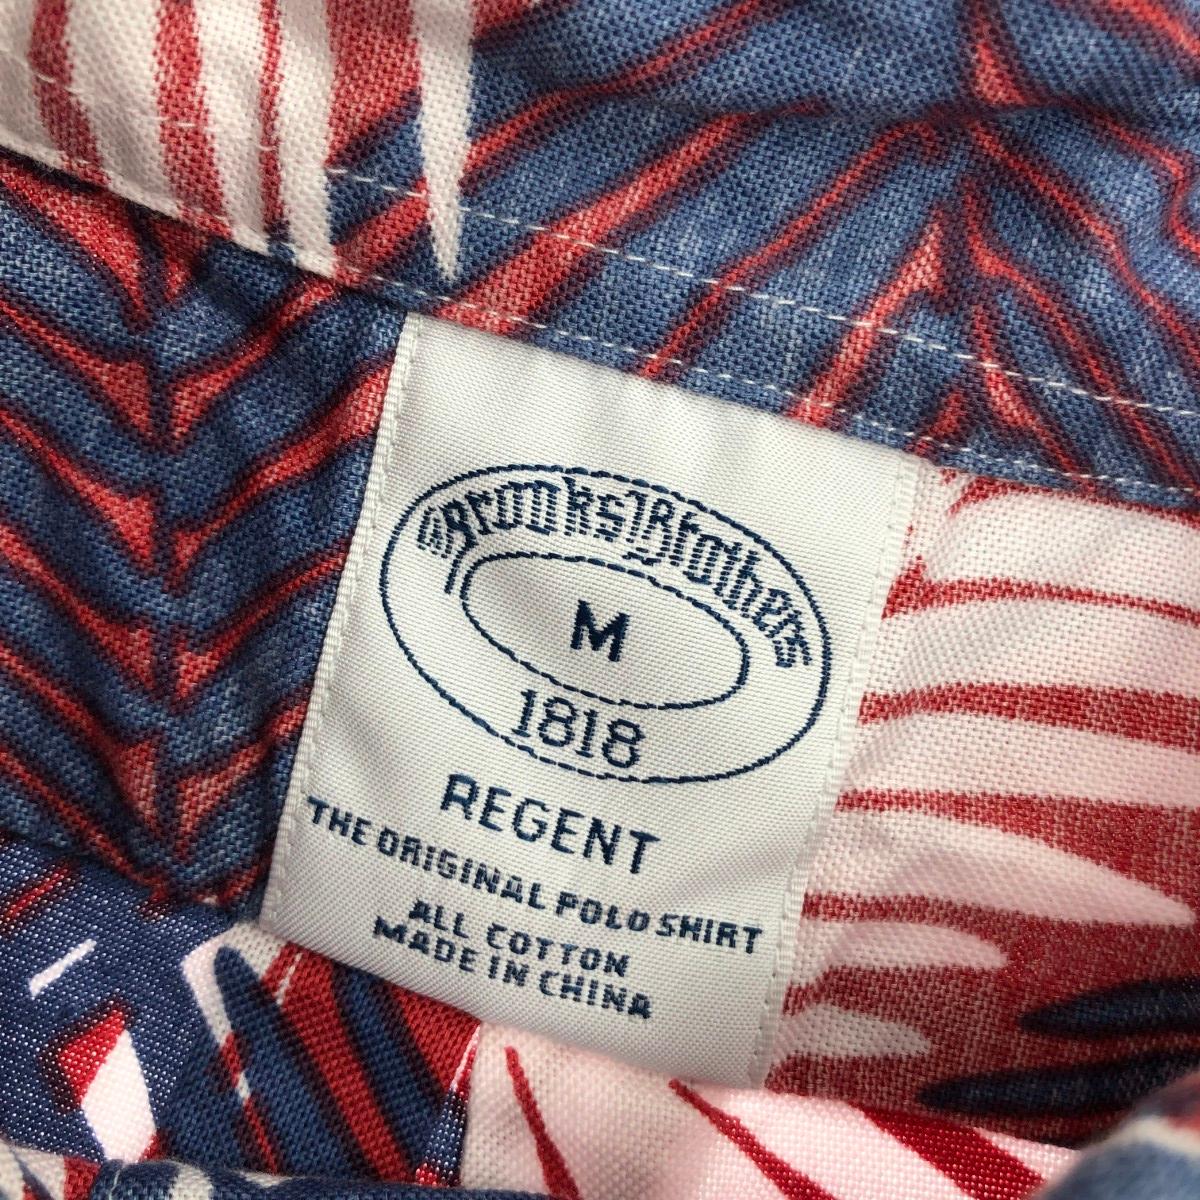 Brooks Brothers
M
1818
REGENT
THE ORIGINAL POLO SHIRT
ALL COTTON
MADE IN CHINA